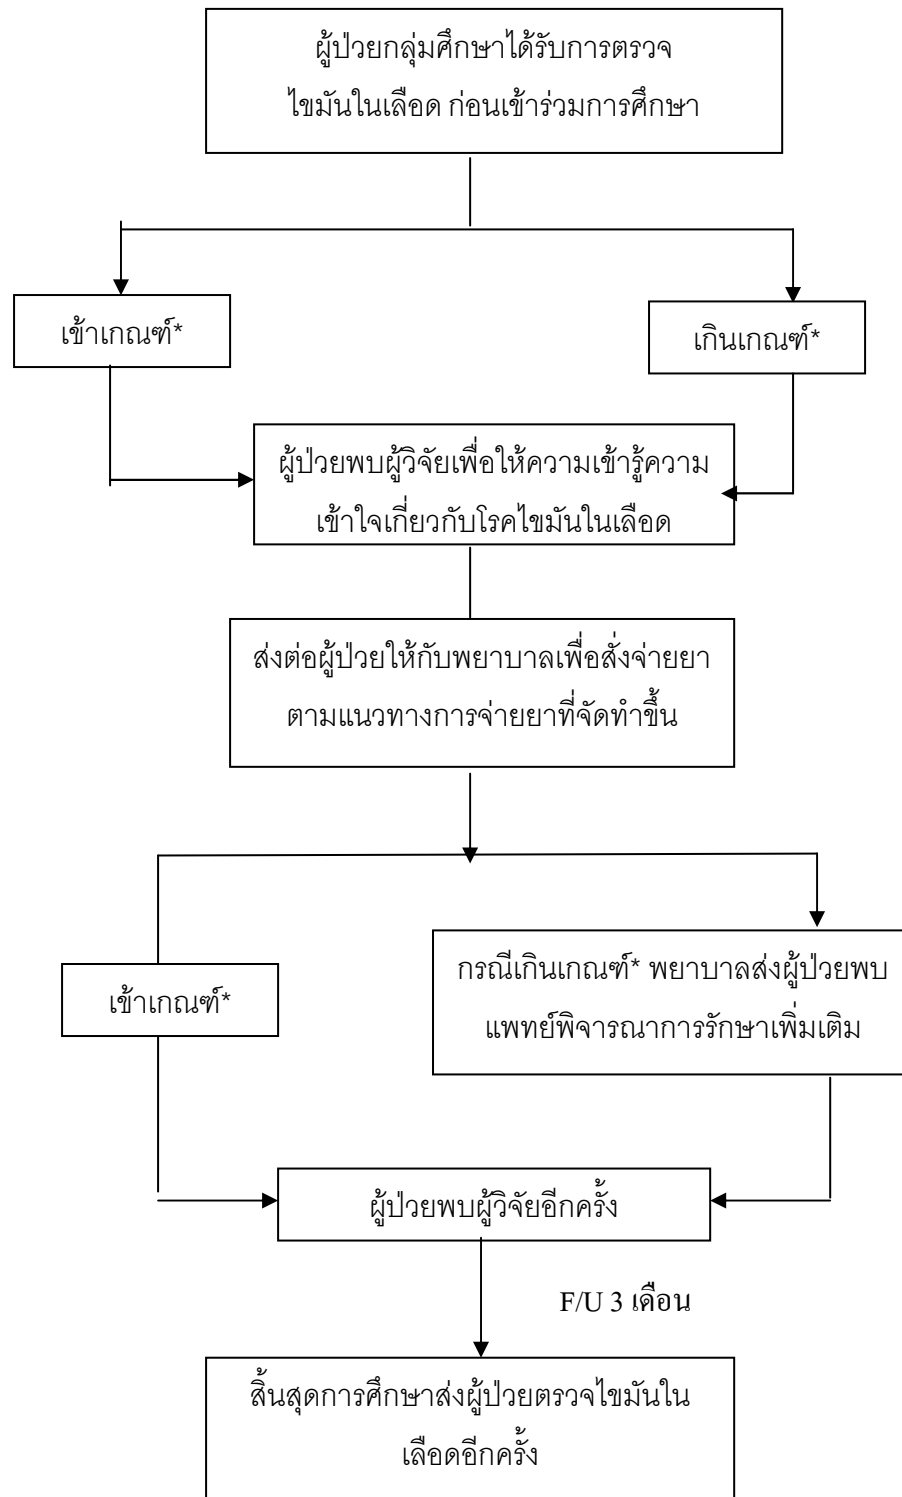 ผู้ป่วยกลุ่มศึกษาได้รับการตรวจ
ไขมันในเลือด ก่อนเข้าร่วมการศึกษา
เข้าเกณฑ์*
เกินเกณฑ์*
ผู้ป่วยพบผู้วิจัยเพื่อให้ความเข้ารู้ความ
เข้าใจเกี่ยวกับโรคไขมันในเลือด
ส่งต่อผู้ป่วยให้กับพยาบาลเพื่อสั่งจ่ายยา
ตามแนวทางการจ่ายยาที่จัดทำขึ้น
เข้าเกณฑ์*
กรณีเกินเกณฑ์* พยาบาลส่งผู้ป่วยพบ
แพทย์พิจารณาการรักษาเพิ่มเติม
ผู้ป่วยพบผู้วิจัยอีกครั้ง
F/U 3 เดือน
สิ้นสุดการศึกษาส่งผู้ป่วยตรวจไขมันใน
เลือดอีกครั้ง